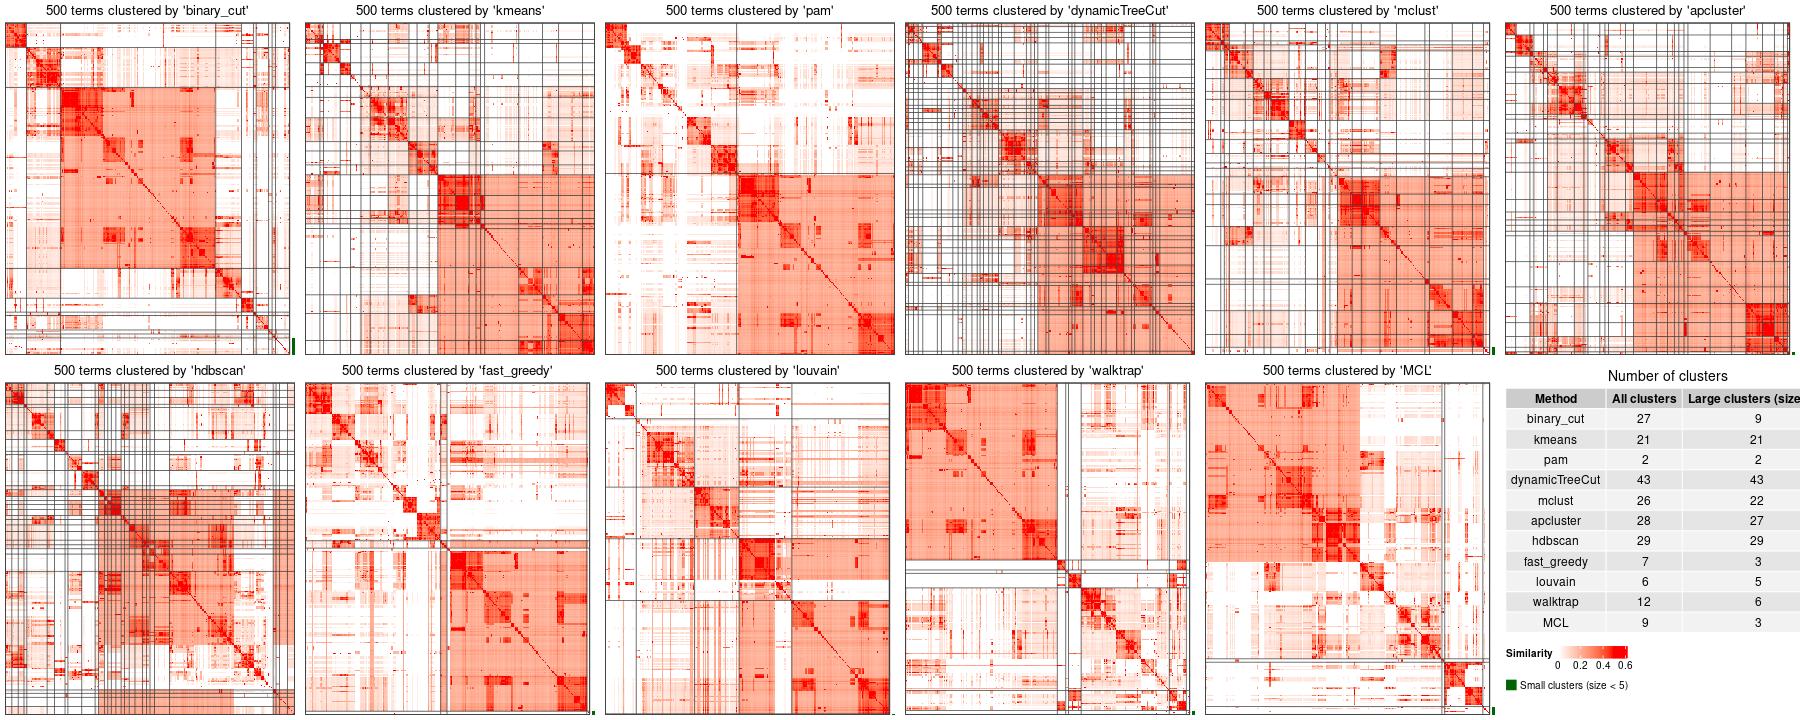 500 terms clustered by 'binary_cut'
500 terms clustered by 'kmeans'
500 terms clustered by 'pam'
500 terms clustered by 'dynamicTreeCut'
500 terms clustered by 'mclust'
500 terms clustered by 'apcluster'
500 terms clustered by 'hdbscan'
500 terms clustered by 'fast_greedy'
500 terms clustered by 'louvain'
500 terms clustered by 'walktrap'
500 terms clustered by 'MCL'
Number of clusters
Method All clusters Large clusters (size
binary_cut 27 9
kmeans 21 21
pam 2 2
dynamicTreeCut 43 43
mclust 26 22
apcluster 28 27
hdbscan 29 29
fast_greedy 7 3
louvain 6 5
walktrap 12 6
MCL 9 3
Similarity
0 0.2 0.4 0.6
Small clusters (size < 5)